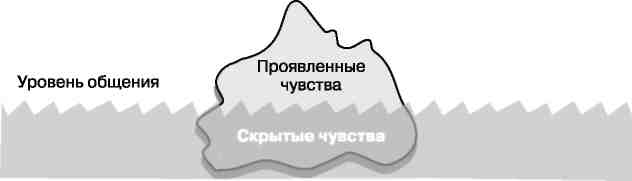 Уровень общения
Проявленные
чувства
Скрытые чувства